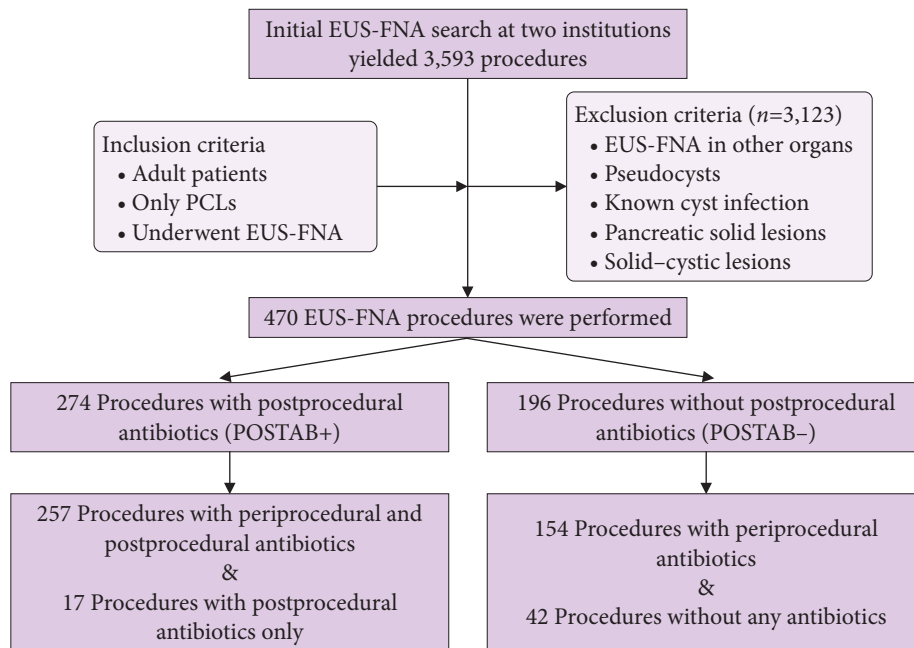 Initial EUS-FNA search at two institutions
yielded 3,593 procedures
Inclusion criteria
• Adult patients
• Only PCLs
• Underwent EUS-FNA
Exclusion criteria (n=3,123)
• EUS-FNA in other organs
• Pseudocysts
• Known cyst infection
• Pancreatic solid lesions
• Solid–cystic lesions
470 EUS-FNA procedures were performed
274 Procedures with postprocedural
antibiotics (POSTAB+)
196 Procedures without postprocedural
antibiotics (POSTAB–)
257 Procedures with periprocedural and
postprocedural antibiotics
&
17 Procedures with postprocedural
antibiotics only
154 Procedures with periprocedural
antibiotics
&
42 Procedures without any antibiotics